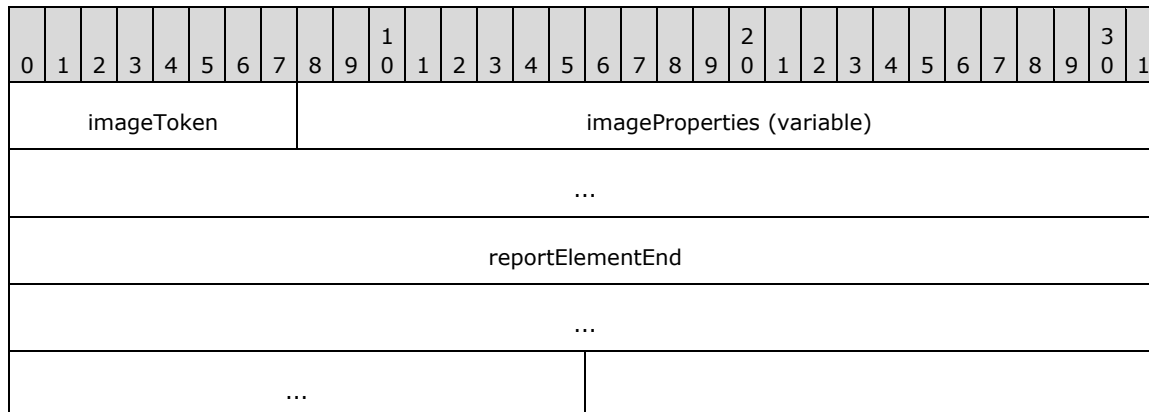 1 2 3
0 1 2 3 4 5 6 7 8 9 0 1 2 3 4 5 6 7 8 9 0 1 2 3 4 5 6 7 8 9 0 1
imageToken imageProperties (variable)
...
reportElementEnd
...
...